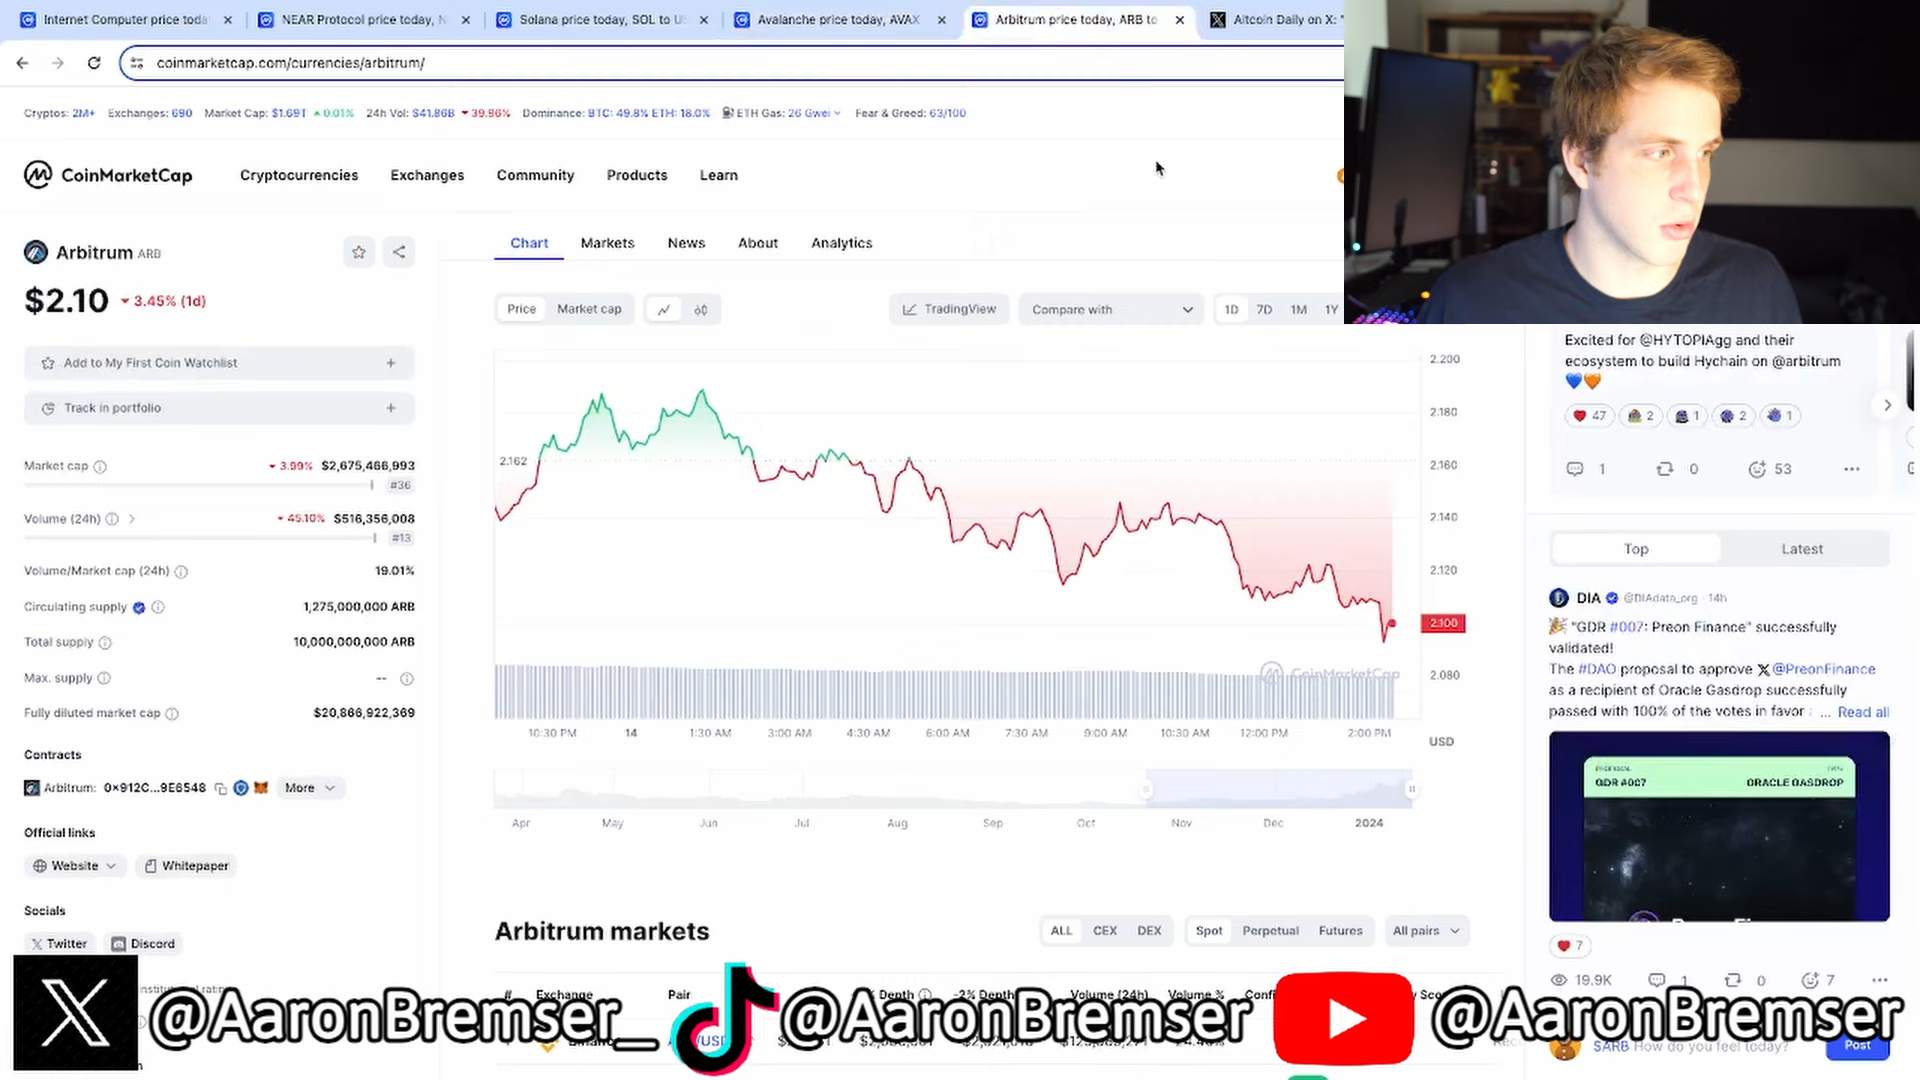 Internet Computer price toda
NEAR Protocol price today, N
Solana price today, SOL to U
Avalanche price today, AVAX
Arbitrum price today, ARB to
Altcoin Daily on X: "
coinmarketcap.com/currencies/arbitrum/
Cryptos: 2M+ Exchanges: 690 Market Cap: $1.69T 0.01% 24h Vol: $41.86B 39.96% Dominance: BTC: 49.8% ETH: 18.0% ETH Gas: 26 Gwei Fear & Greed: 63/100
CoinMarketCap
Cryptocurrencies Exchanges Community Products Learn
Arbitrum ARB
$2.10 3.45% (1d)
Add to My First Coin Watchlist +
Track in portfolio +
Market cap 3.99% $2,675,466,993
#36
Volume (24h) 45.10% $516,356,008
#13
Volume/Market cap (24h) 19.01%
Circulating supply 1,275,000,000 ARB
Total supply 10,000,000,000 ARB
Max. supply --
Fully diluted market cap $20,866,922,369
Contracts
Arbitrum: 0x912C...9E6548 More
Official links
Website Whitepaper
Socials
Twitter Discord
Chart Markets News About Analytics
Price Market cap TradingView Compare with 1D 7D 1M 1Y
2.200
2.180
2.162
2.160
2.140
2.120
2.100
2.080
CoinMarketCap
10:30 PM 14 1:30 AM 3:00 AM 4:30 AM 6:00 AM 7:30 AM 9:00 AM 10:30 AM 12:00 PM 2:00 PM
USD
Apr May Jun Jul Aug Sep Oct Nov Dec 2024
Arbitrum markets
ALL CEX DEX Spot Perpetual Futures All pairs
# Exchange Pair % Depth -2% Depth Volume (24h) Volume %
Excited for @HYTOPIAgg and their
ecosystem to build Hychain on @arbitrum
💙🧡
47 2 1 2 1
1 0 53 ...
Top Latest
DIA @DIAdata_org · 14h
🎉 "GDR #007: Preon Finance" successfully
validated!
The #DAO proposal to approve X @PreonFinance
as a recipient of Oracle Gasdrop successfully
passed with 100% of the votes in favor ... Read all
GDR #007 ORACLE GASDROP
7
19.9K 1 0 7 ...
$ARB How do you feel today? Post
@AaronBremser_
@AaronBremser
@AaronBremser